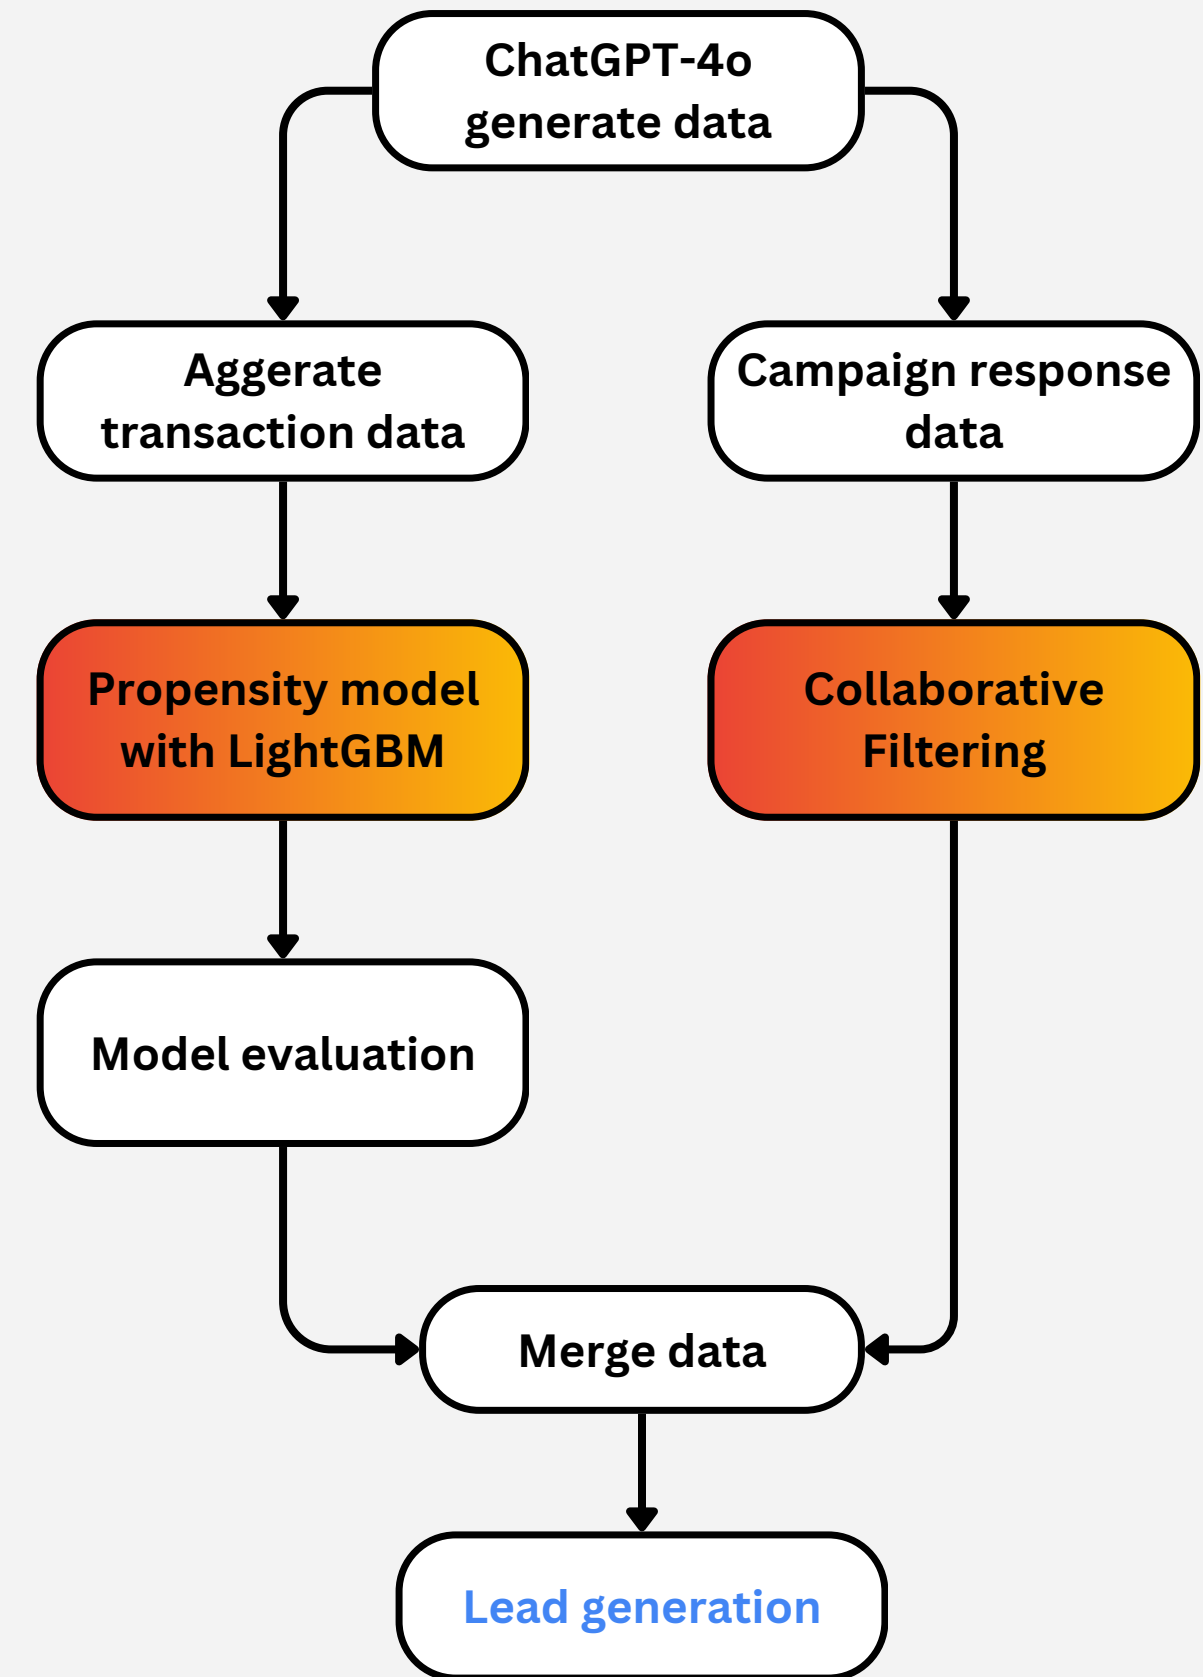 ChatGPT-4o
generate data
Aggerate
transaction data
Campaign response
data
Propensity model
with LightGBM
Collaborative
Filtering
Model evaluation
Merge data
Lead generation